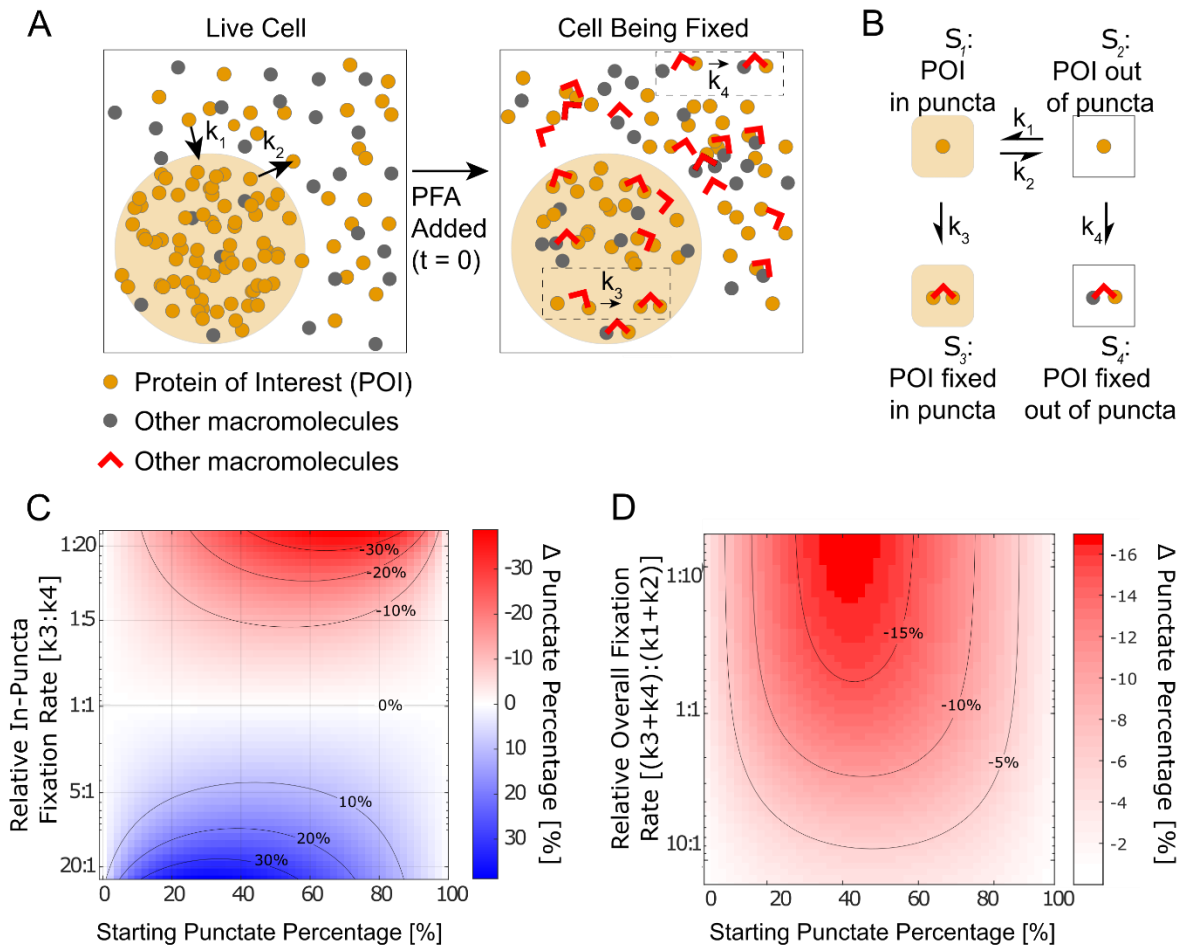 A
Live Cell
Cell Being Fixed
k1
k2
PFA
Added
(t = 0)
k4
k3
Protein of Interest (POI)
Other macromolecules
Other macromolecules
B
S1:
POI
in puncta
S2:
POI out
of puncta
k1
k2
k3
k4
S3:
POI fixed
in puncta
S4:
POI fixed
out of puncta
C
Relative In-Puncta
Fixation Rate [k3:k4]
1:20
1:5
1:1
5:1
20:1
-30%
-20%
-10%
0%
10%
20%
30%
0 20 40 60 80 100
Starting Punctate Percentage [%]
-30
-20
-10
0
10
20
30
Δ Punctate Percentage [%]
D
Relative Overall Fixation
Rate [(k3+k4):(k1+k2)]
1:10
1:1
10:1
-15%
-10%
-5%
0 20 40 60 80 100
Starting Punctate Percentage [%]
-16
-14
-12
-10
-8
-6
-4
-2
Δ Punctate Percentage [%]